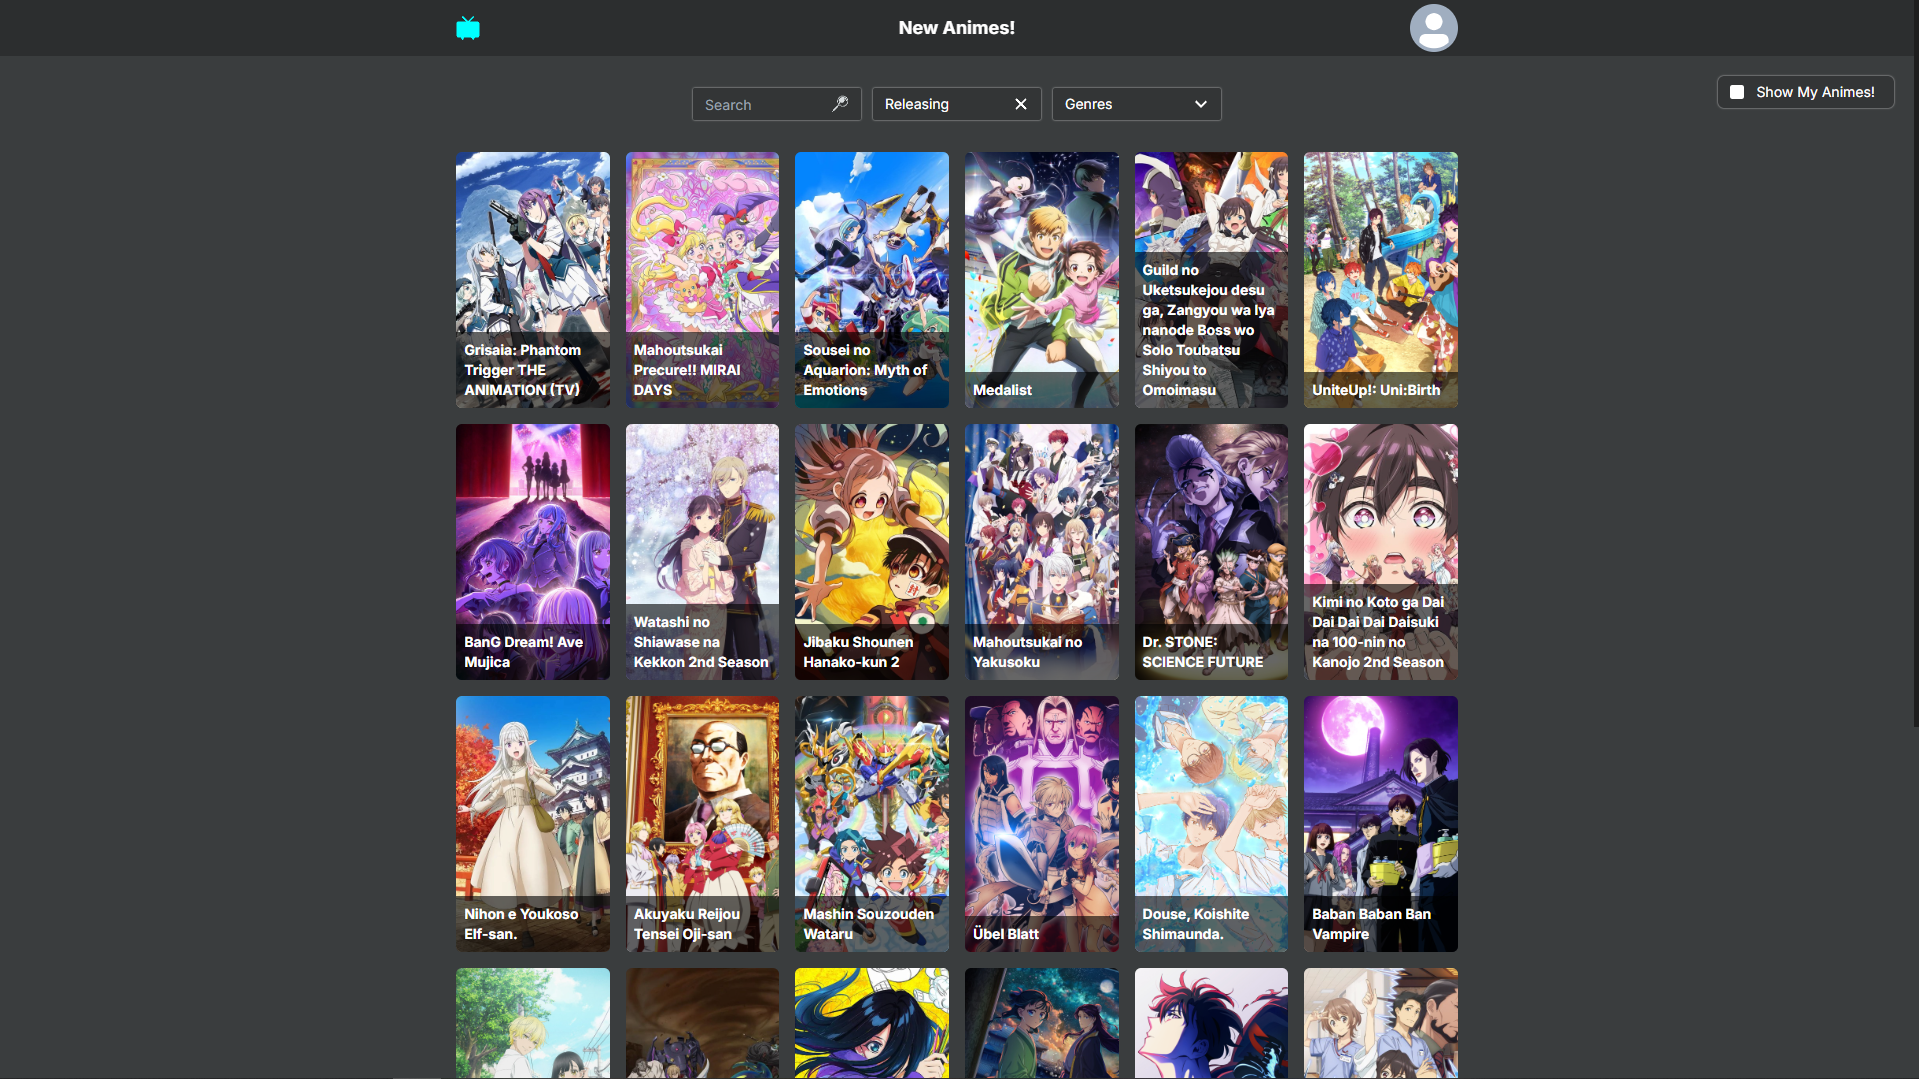 New Animes!
Search
Releasing
Genres
Show My Animes!
Grisaia: Phantom
Trigger THE
ANIMATION (TV)
Mahoutsukai
Precure!! MIRAI
DAYS
Sousei no
Aquarion: Myth of
Emotions
Medalist
Guild no
Uketsukejou desu
ga, Zangyou wa Iya
nanode Boss wo
Solo Toubatsu
Shiyou to
Omoimasu
UniteUp!: Uni:Birth
BanG Dream! Ave
Mujica
Watashi no
Shiawase na
Kekkon 2nd Season
Jibaku Shounen
Hanako-kun 2
Mahoutsukai no
Yakusoku
Dr. STONE:
SCIENCE FUTURE
Kimi no Koto ga Dai
Dai Dai Dai Daisuki
na 100-nin no
Kanojo 2nd Season
Nihon e Youkoso
Elf-san.
Akuyaku Reijou
Tensei Oji-san
Mashin Souzouden
Wataru
Übel Blatt
Douse, Koishite
Shimaunda.
Baban Baban Ban
Vampire